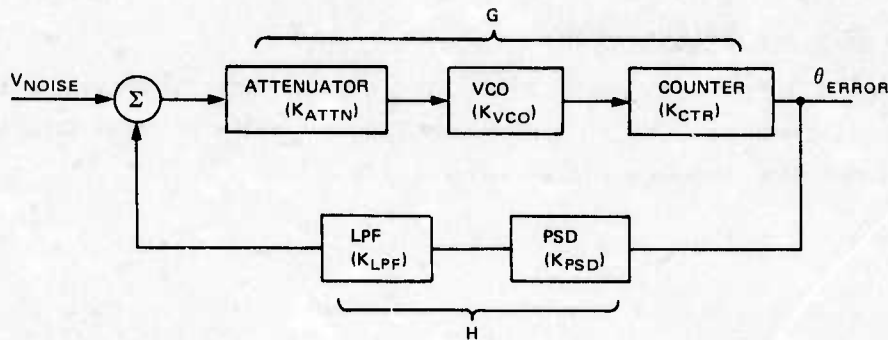 G
V_NOISE
Σ
ATTENUATOR
(K_ATTN)
VCO
(K_VCO)
COUNTER
(K_CTR)
θ_ERROR
LPF
(K_LPF)
PSD
(K_PSD)
H